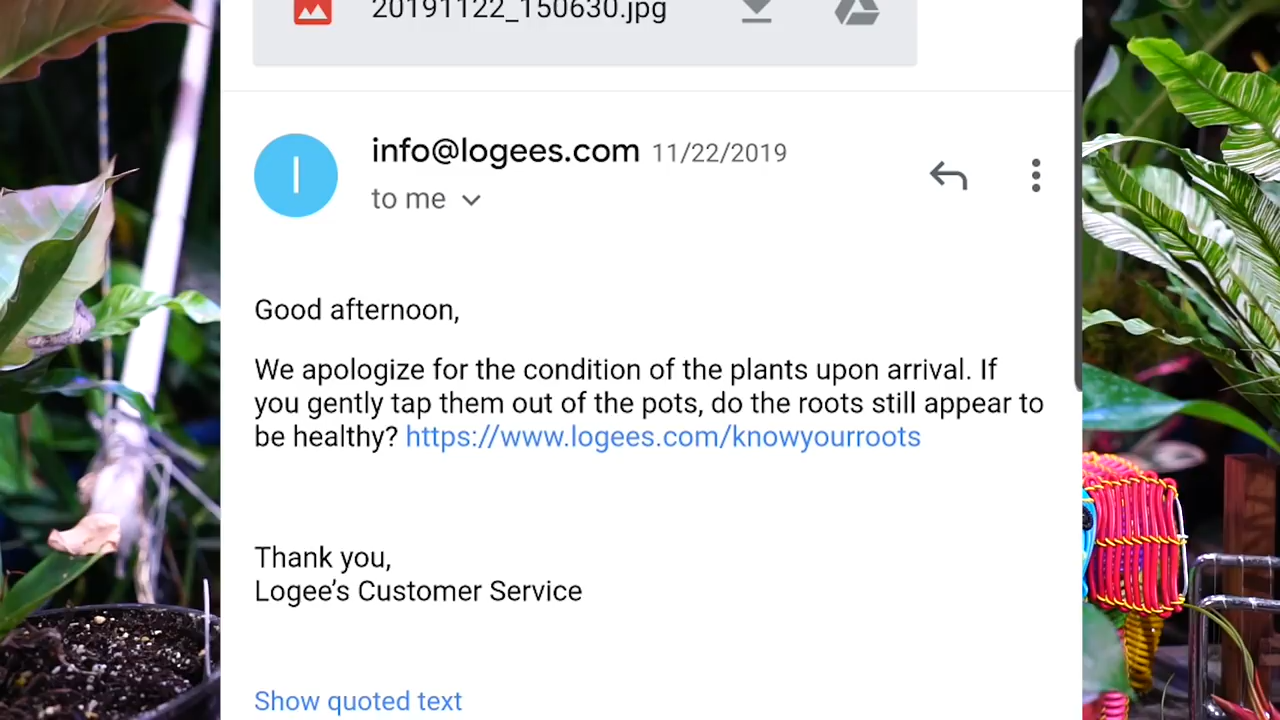 20191122_150630.jpg
I
info@logees.com 11/22/2019
to me
Good afternoon,
We apologize for the condition of the plants upon arrival. If
you gently tap them out of the pots, do the roots still appear to
be healthy? https://www.logees.com/knowyourroots
Thank you,
Logee’s Customer Service
Show quoted text